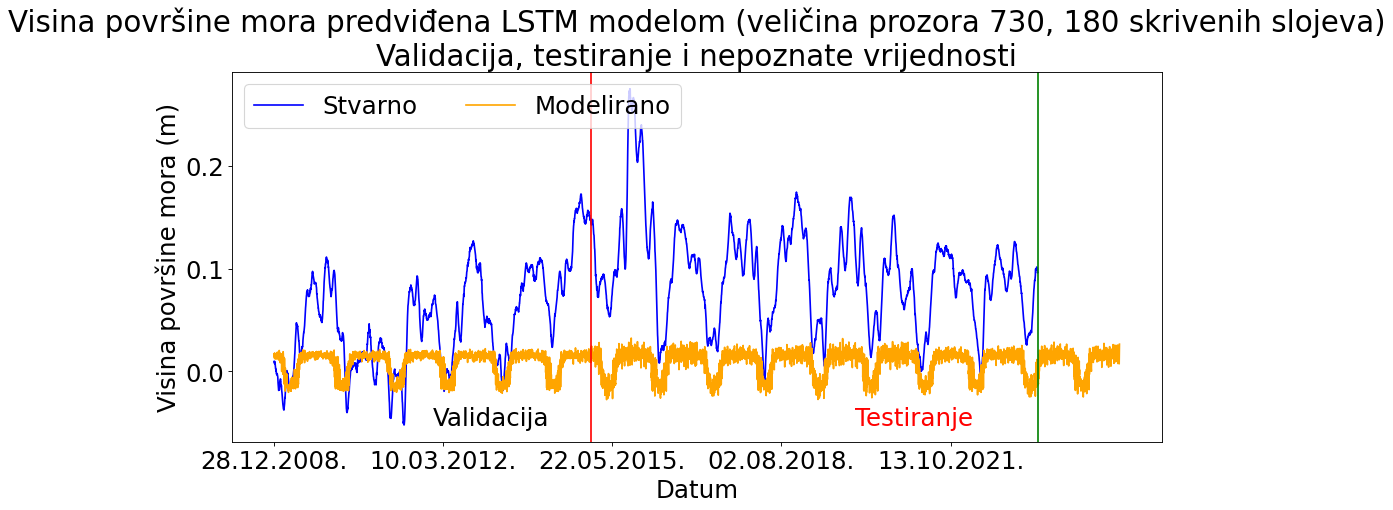 Visina površine mora predviđena LSTM modelom (veličina prozora 730, 180 skrivenih slojeva)
Validacija, testiranje i nepoznate vrijednosti
Stvarno Modelirano
Visina površine mora (m)
0.2
0.1
0.0
Validacija Testiranje
28.12.2008. 10.03.2012. 22.05.2015. 02.08.2018. 13.10.2021.
Datum